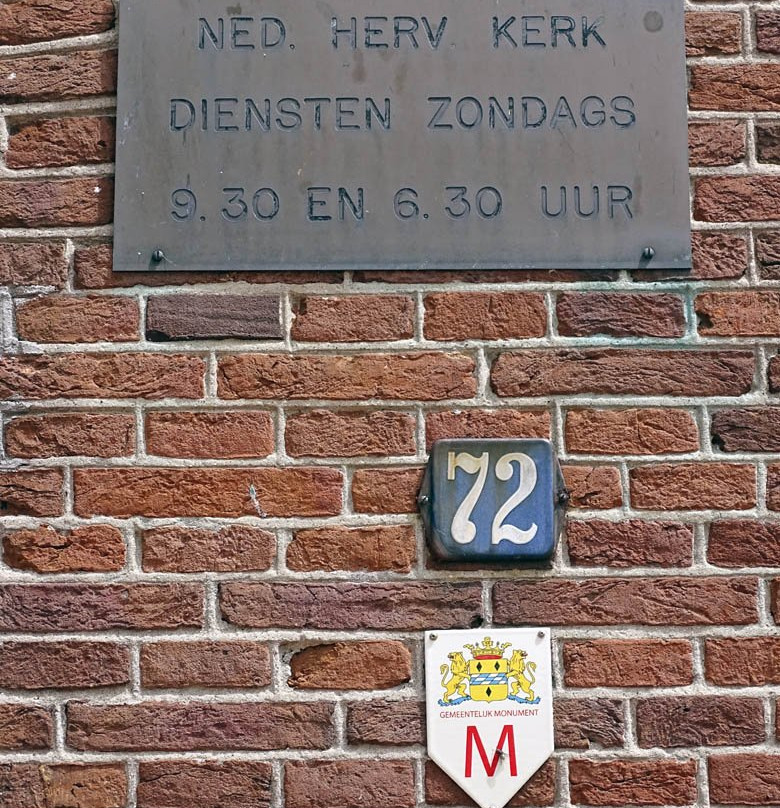 NED. HERV. KERK
DIENSTEN ZONDAGS
9.30 EN 6.30 UUR
72
GEMEENTELIJK MONUMENT
M